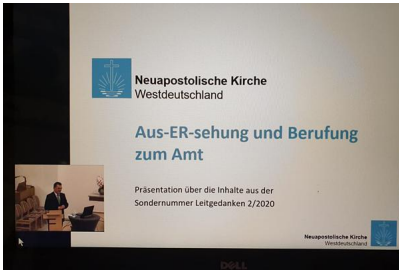 Neuapostolische Kirche
Westdeutschland
Aus-ER-sehung und Berufung
zum Amt
Präsentation über die Inhalte aus der
Sondernummer Leitgedanken 2/2020
Neuapostolische Kirche
Westdeutschland
DELL